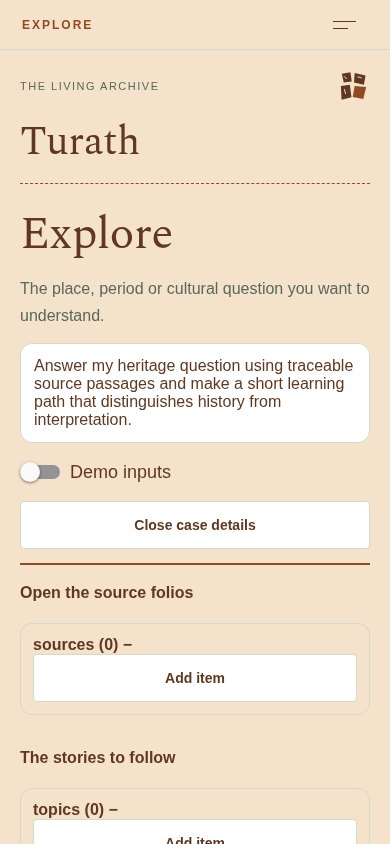 EXPLORE
THE LIVING ARCHIVE
Turath
Explore
The place, period or cultural question you want to
understand.
Answer my heritage question using traceable
source passages and make a short learning
path that distinguishes history from
interpretation.
Demo inputs
Close case details
Open the source folios
sources (0) –
Add item
The stories to follow
topics (0) –
Add item